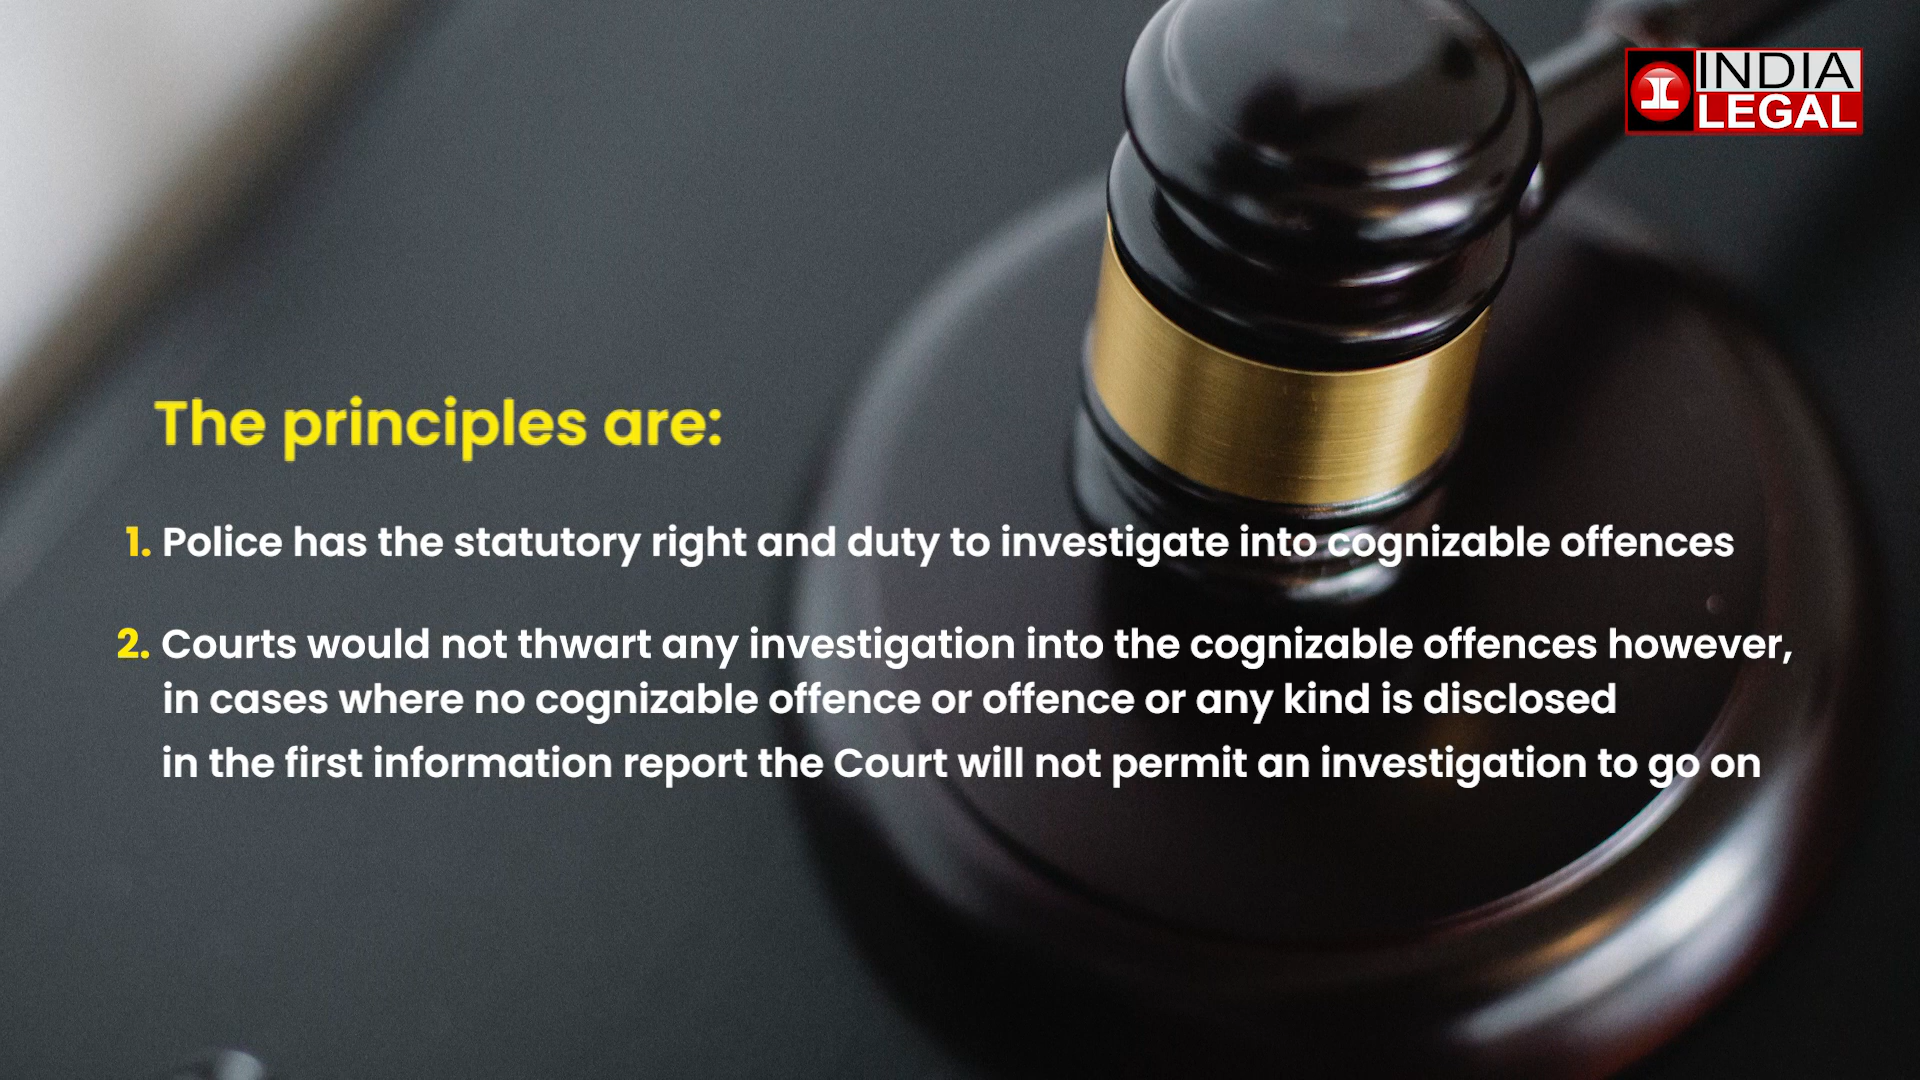 INDIA
LEGAL
The principles are:
1. Police has the statutory right and duty to investigate into cognizable offences
2. Courts would not thwart any investigation into the cognizable offences however,
in cases where no cognizable offence or offence or any kind is disclosed
in the first information report the Court will not permit an investigation to go on